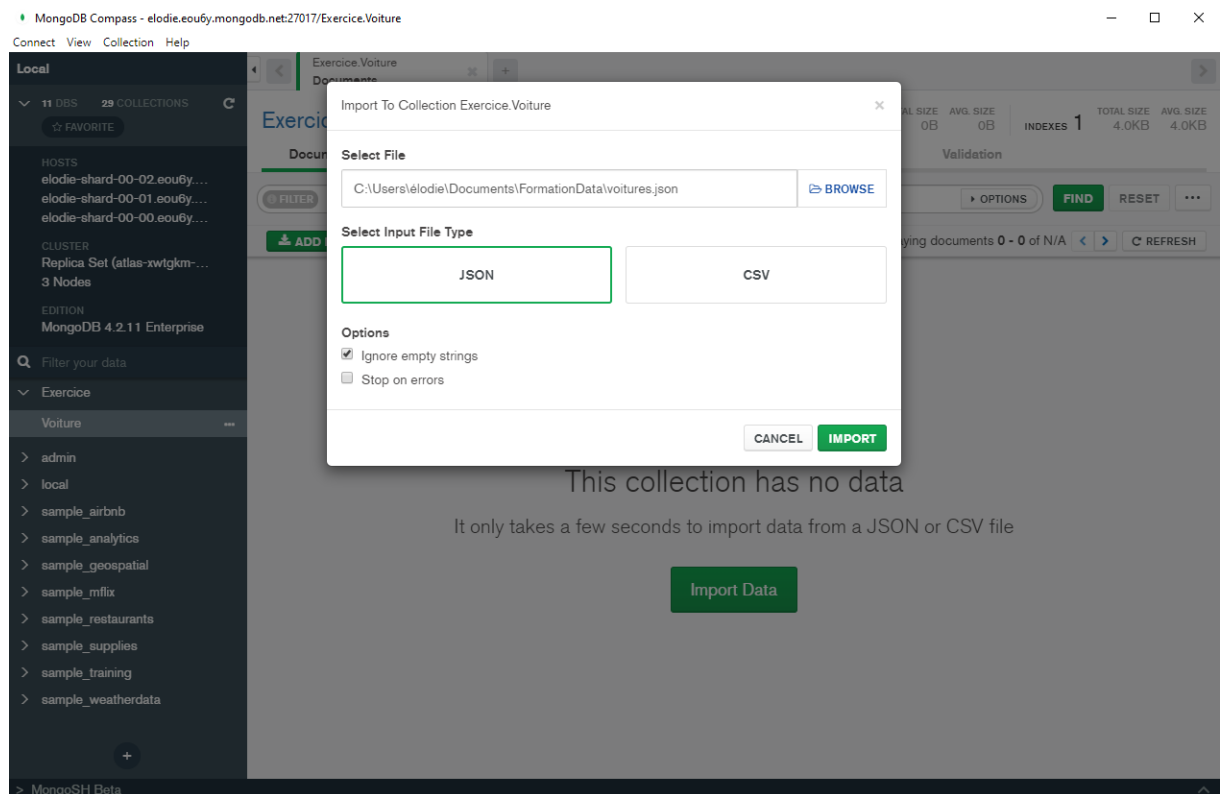 MongoDB Compass - elodie.eou6y.mongodb.net:27017/Exercice.Voiture
Connect View Collection Help
Local
11 DBS 29 COLLECTIONS
FAVORITE
HOSTS
elodie-shard-00-02.eou6y....
elodie-shard-00-01.eou6y....
elodie-shard-00-00.eou6y....
CLUSTER
Replica Set (atlas-xwtgkm-...
3 Nodes
EDITION
MongoDB 4.2.11 Enterprise
Filter your data
Exercice
Voiture
admin
local
sample_airbnb
sample_analytics
sample_geospatial
sample_mflix
sample_restaurants
sample_supplies
sample_training
sample_weatherdata
> MongoSH Beta
Exercice.Voiture
Documents
AL SIZE AVG. SIZE
0B 0B
INDEXES 1
TOTAL SIZE AVG. SIZE
4.0KB 4.0KB
Validation
FILTER
OPTIONS FIND RESET ...
ADD
ying documents 0 - 0 of N/A < > REFRESH
Import To Collection Exercice.Voiture
Select File
C:\Users\élodie\Documents\FormationData\voitures.json BROWSE
Select Input File Type
JSON CSV
Options
Ignore empty strings
Stop on errors
CANCEL IMPORT
This collection has no data
It only takes a few seconds to import data from a JSON or CSV file
Import Data